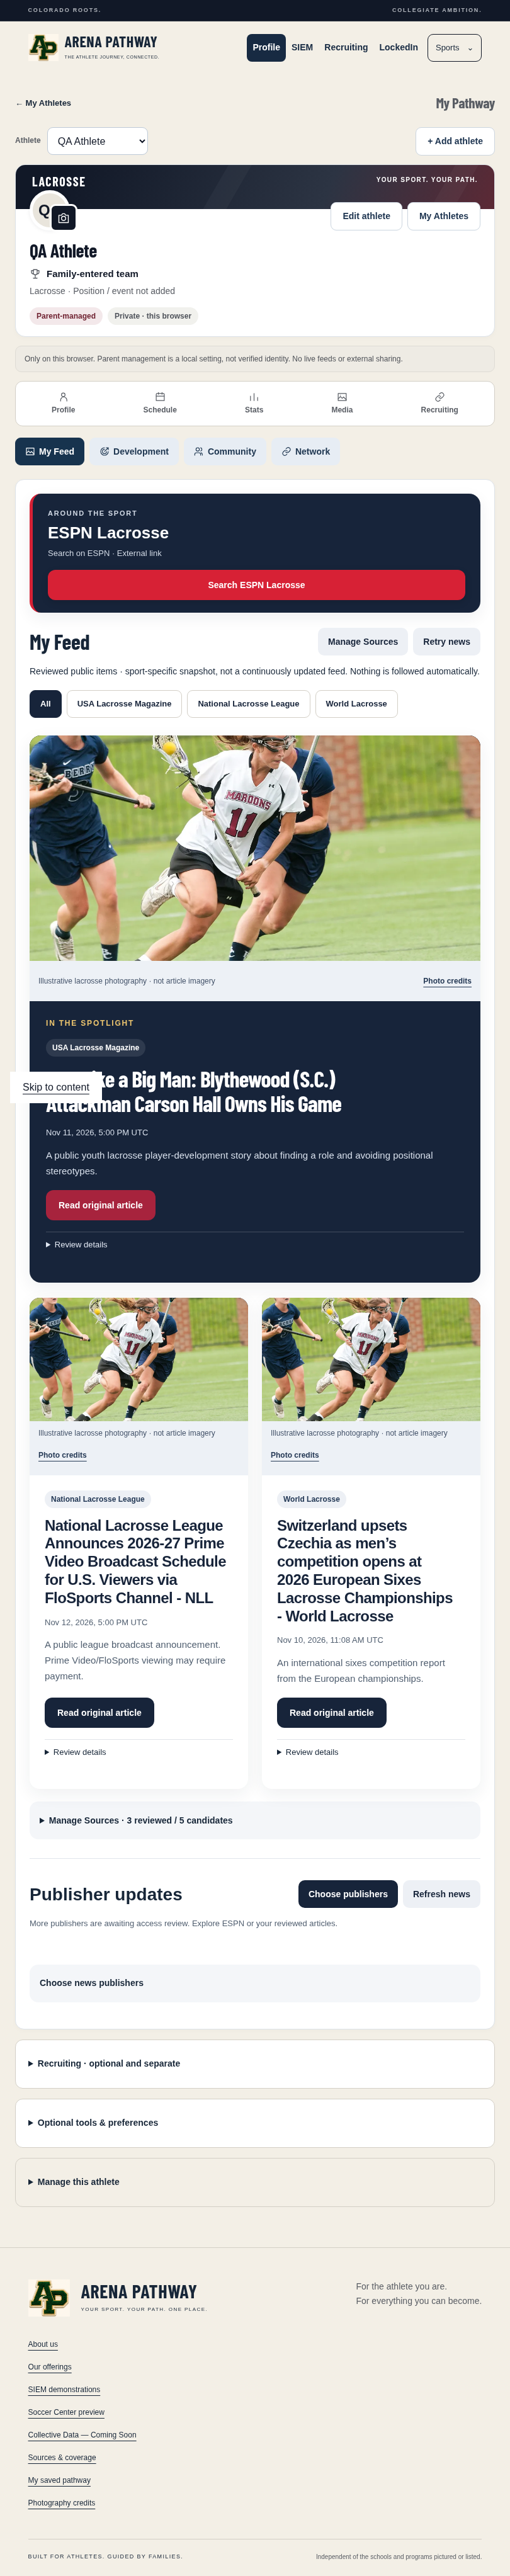 COLORADO ROOTS.
COLLEGIATE AMBITION.
ARENA PATHWAY
THE ATHLETE JOURNEY, CONNECTED.
Profile
SIEM
Recruiting
LockedIn
Sports
← My Athletes
My Pathway
Athlete
QA Athlete
+ Add athlete
LACROSSE
YOUR SPORT. YOUR PATH.
Edit athlete
My Athletes
QA Athlete
Family-entered team
Lacrosse · Position / event not added
Parent-managed
Private · this browser
Only on this browser. Parent management is a local setting, not verified identity. No live feeds or external sharing.
Profile
Schedule
Stats
Media
Recruiting
My Feed
Development
Community
Network
AROUND THE SPORT
ESPN Lacrosse
Search on ESPN · External link
Search ESPN Lacrosse
My Feed
Manage Sources
Retry news
Reviewed public items · sport-specific snapshot, not a continuously updated feed. Nothing is followed automatically.
All
USA Lacrosse Magazine
National Lacrosse League
World Lacrosse
BERR
MAROONS
11
Illustrative lacrosse photography · not article imagery
Photo credits
IN THE SPOTLIGHT
USA Lacrosse Magazine
Skip to content
ke a Big Man: Blythewood (S.C.)
Attackman Carson Hall Owns His Game
Nov 11, 2026, 5:00 PM UTC
A public youth lacrosse player-development story about finding a role and avoiding positional
stereotypes.
Read original article
Review details
Illustrative lacrosse photography · not article imagery
Photo credits
National Lacrosse League
National Lacrosse League
Announces 2026-27 Prime
Video Broadcast Schedule
for U.S. Viewers via
FloSports Channel - NLL
Nov 12, 2026, 5:00 PM UTC
A public league broadcast announcement.
Prime Video/FloSports viewing may require
payment.
Read original article
Review details
Illustrative lacrosse photography · not article imagery
Photo credits
World Lacrosse
Switzerland upsets
Czechia as men's
competition opens at
2026 European Sixes
Lacrosse Championships
- World Lacrosse
Nov 10, 2026, 11:08 AM UTC
An international sixes competition report
from the European championships.
Read original article
Review details
Manage Sources · 3 reviewed / 5 candidates
Publisher updates
Choose publishers
Refresh news
More publishers are awaiting access review. Explore ESPN or your reviewed articles.
Choose news publishers
Recruiting · optional and separate
Optional tools & preferences
Manage this athlete
ARENA PATHWAY
YOUR SPORT. YOUR PATH. ONE PLACE.
For the athlete you are.
For everything you can become.
About us
Our offerings
SIEM demonstrations
Soccer Center preview
Collective Data — Coming Soon
Sources & coverage
My saved pathway
Photography credits
BUILT FOR ATHLETES. GUIDED BY FAMILIES.
Independent of the schools and programs pictured or listed.